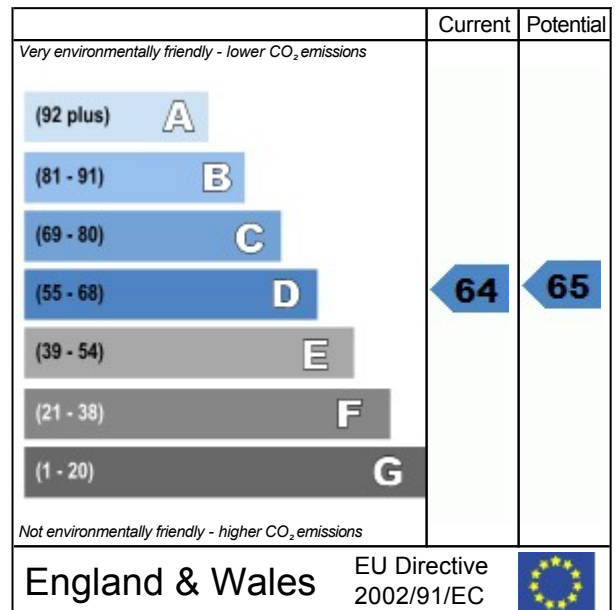 Current Potential
Very environmentally friendly - lower CO₂ emissions
(92 plus) A
(81 - 91) B
(69 - 80) C
(55 - 68) D 64 65
(39 - 54) E
(21 - 38) F
(1 - 20) G
Not environmentally friendly - higher CO₂ emissions
England & Wales
EU Directive
2002/91/EC